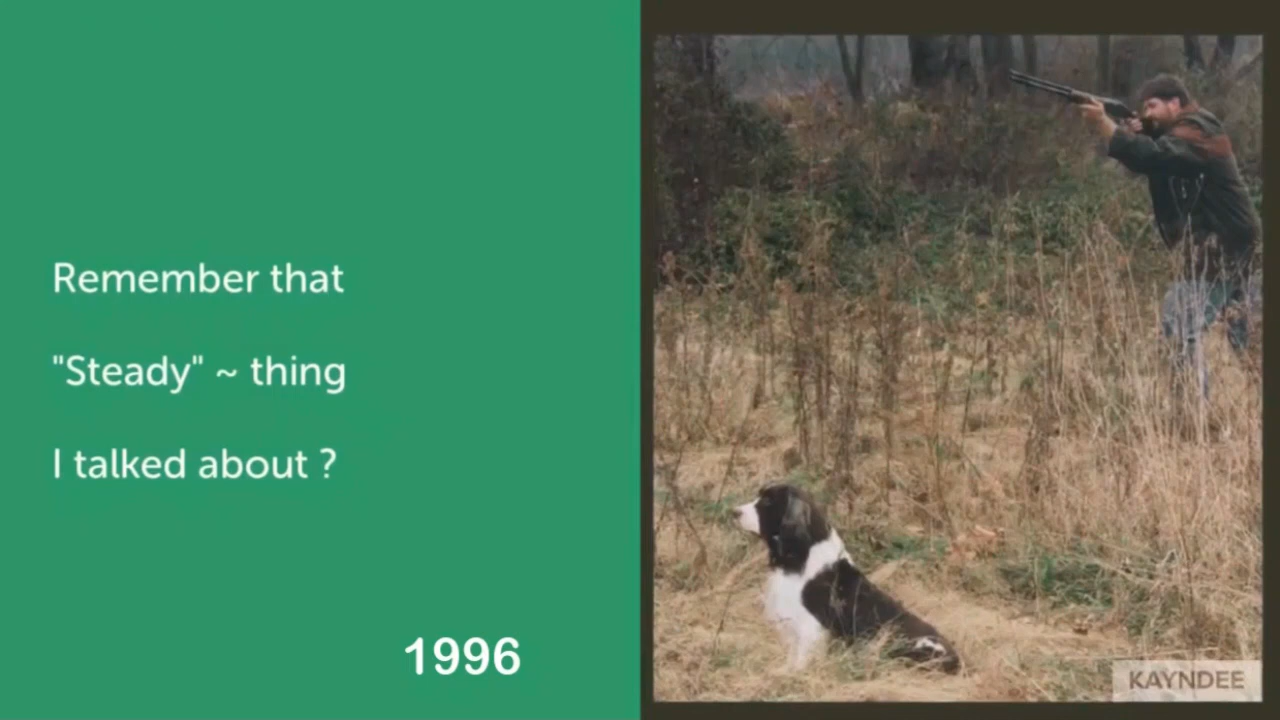 Remember that
"Steady" ~ thing
I talked about ?
1996
KAYNDEE